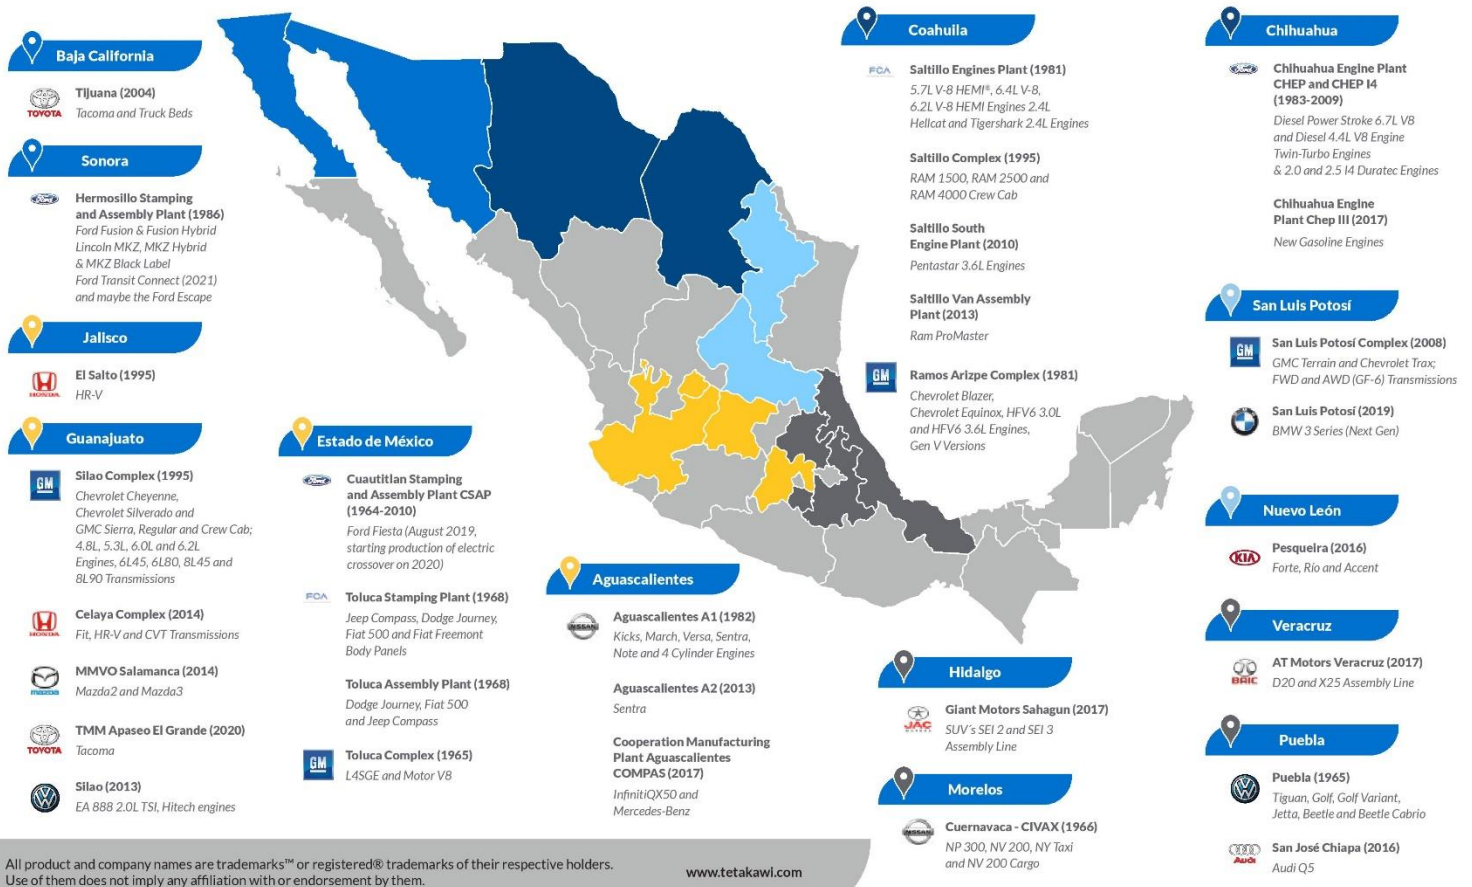 Baja California
TOYOTA
Tijuana (2004)
Tacoma and Truck Beds
Sonora
Ford
Hermosillo Stamping
and Assembly Plant (1986)
Ford Fusion & Fusion Hybrid
Lincoln MKZ, MKZ Hybrid
& MKZ Black Label
Ford Transit Connect (2021)
and maybe the Ford Escape
Jalisco
HONDA
El Salto (1995)
HR-V
Guanajuato
GM
Silao Complex (1995)
Chevrolet Cheyenne,
Chevrolet Silverado and
GMC Sierra, Regular and Crew Cab;
4.8L, 5.3L, 6.0L and 6.2L
Engines, 6L45, 6L80, 8L45 and
8L90 Transmissions
HONDA
Celaya Complex (2014)
Fit, HR-V and CVT Transmissions
mazda
MMVO Salamanca (2014)
Mazda2 and Mazda3
TOYOTA
TMM Apaseo El Grande (2020)
Tacoma
Silao (2013)
EA 888 2.0L TSI, Hitech engines
Estado de México
Ford
Cuautitlan Stamping
and Assembly Plant CSAP
(1964-2010)
Ford Fiesta (August 2019,
starting production of electric
crossover on 2020)
FCA
Toluca Stamping Plant (1968)
Jeep Compass, Dodge Journey,
Fiat 500 and Fiat Freemont
Body Panels
Toluca Assembly Plant (1968)
Dodge Journey, Fiat 500
and Jeep Compass
GM
Toluca Complex (1965)
L4SGE and Motor V8
Aguascalientes
NISSAN
Aguascalientes A1 (1982)
Kicks, March, Versa, Sentra,
Note and 4 Cylinder Engines
Aguascalientes A2 (2013)
Sentra
Cooperation Manufacturing
Plant Aguascalientes
COMPAS (2017)
InfinitiQX50 and
Mercedes-Benz
Coahuila
FCA
Saltillo Engines Plant (1981)
5.7L V-8 HEMI®, 6.4L V-8,
6.2L V-8 HEMI Engines 2.4L
Hellcat and Tigershark 2.4L Engines
Saltillo Complex (1995)
RAM 1500, RAM 2500 and
RAM 4000 Crew Cab
Saltillo South
Engine Plant (2010)
Pentastar 3.6L Engines
Saltillo Van Assembly
Plant (2013)
Ram ProMaster
GM
Ramos Arizpe Complex (1981)
Chevrolet Blazer,
Chevrolet Equinox, HFV6 3.0L
and HFV6 3.6L Engines,
Gen V Versions
Hidalgo
JAC
MOTORS
Giant Motors Sahagun (2017)
SUV´s SEI 2 and SEI 3
Assembly Line
Morelos
NISSAN
Cuernavaca - CIVAX (1966)
NP 300, NV 200, NY Taxi
and NV 200 Cargo
Chihuahua
Ford
Chihuahua Engine Plant
CHEP and CHEP I4
(1983-2009)
Diesel Power Stroke 6.7L V8
and Diesel 4.4L V8 Engine
Twin-Turbo Engines
& 2.0 and 2.5 I4 Duratec Engines
Chihuahua Engine
Plant Chep III (2017)
New Gasoline Engines
San Luis Potosí
GM
San Luis Potosí Complex (2008)
GMC Terrain and Chevrolet Trax;
FWD and AWD (GF-6) Transmissions
San Luis Potosí (2019)
BMW 3 Series (Next Gen)
Nuevo León
KIA
Pesqueira (2016)
Forte, Rio and Accent
Veracruz
BAIC
AT Motors Veracruz (2017)
D20 and X25 Assembly Line
Puebla
Puebla (1965)
Tiguan, Golf, Golf Variant,
Jetta, Beetle and Beetle Cabrio
Audi
San José Chiapa (2016)
Audi Q5
All product and company names are trademarks™ or registered® trademarks of their respective holders.
Use of them does not imply any affiliation with or endorsement by them.
www.tetakawi.com